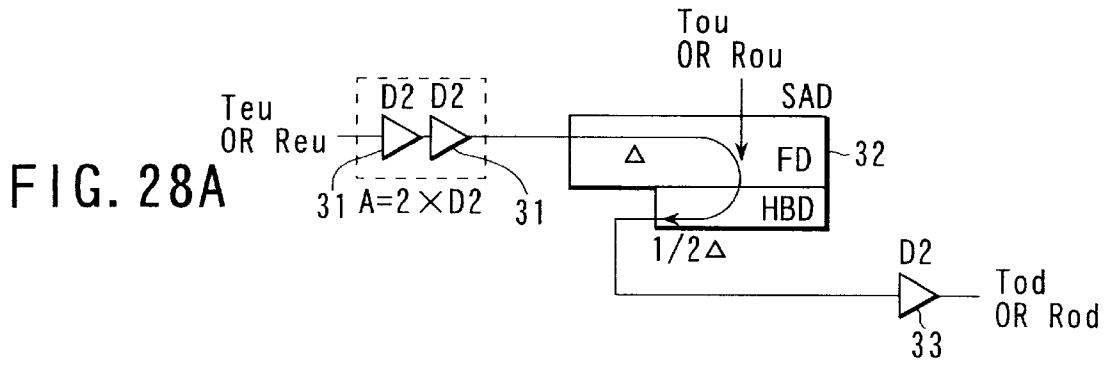 FIG. 28A
Teu
OR Reu
D2 D2
31
A=2×D2
31
Tou
OR Rou
SAD
Δ
FD
32
HBD
1/2Δ
D2
33
Tod
OR Rod